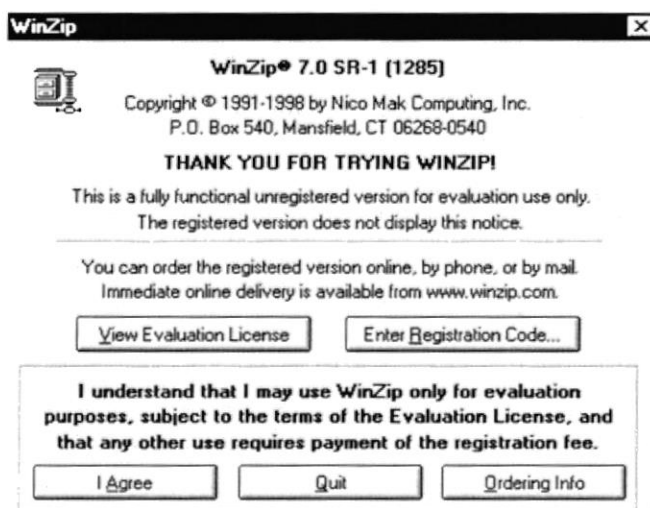 WinZip
WinZip® 7.0 SR-1 (1285)
Copyright © 1991-1998 by Nico Mak Computing, Inc.
P.O. Box 540, Mansfield, CT 06268-0540
THANK YOU FOR TRYING WINZIP!
This is a fully functional unregistered version for evaluation use only.
The registered version does not display this notice.
You can order the registered version online, by phone, or by mail.
Immediate online delivery is available from www.winzip.com.
View Evaluation License
Enter Registration Code...
I understand that I may use WinZip only for evaluation
purposes, subject to the terms of the Evaluation License, and
that any other use requires payment of the registration fee.
I Agree
Quit
Ordering Info